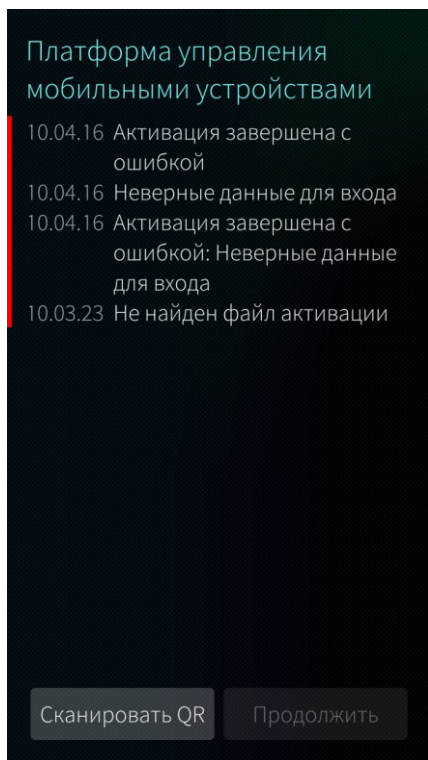 Платформа управления
мобильными устройствами
10.04.16 Активация завершена с
ошибкой
10.04.16 Неверные данные для входа
10.04.16 Активация завершена с
ошибкой: Неверные данные
для входа
10.03.23 Не найден файл активации
Сканировать QR Продолжить